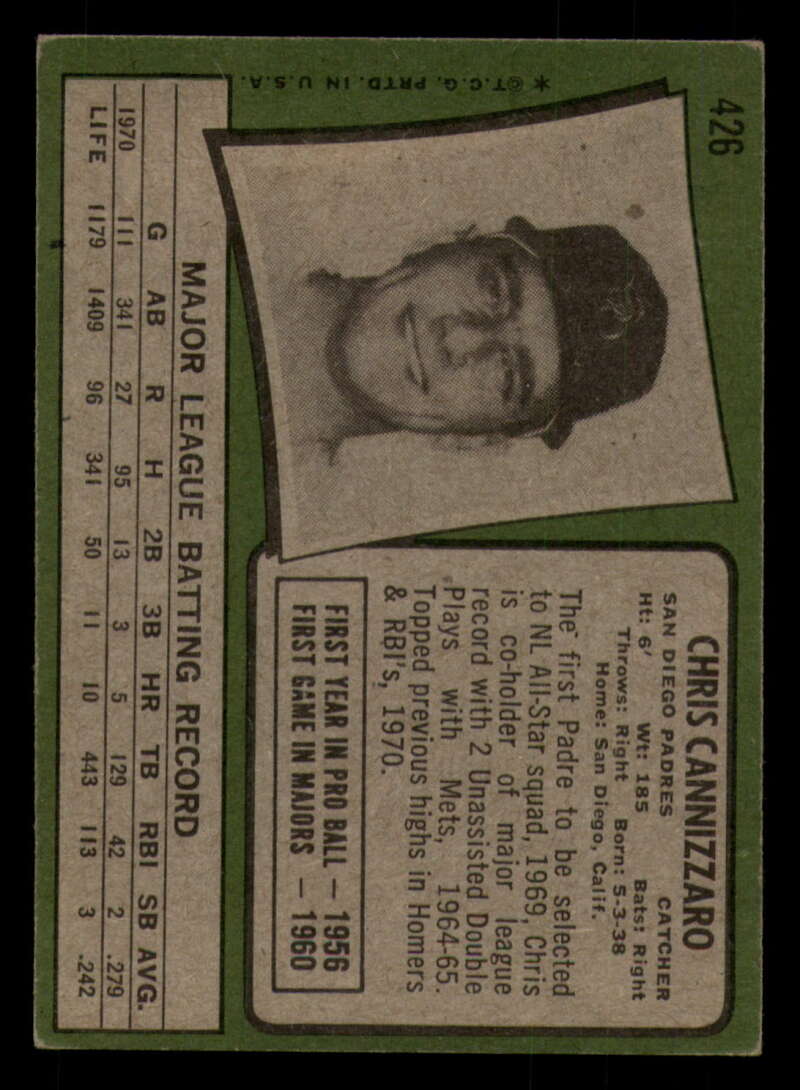 426
* ©T.C.G. PRTD. IN U.S.A.
CHRIS CANNIZZARO
SAN DIEGO PADRES CATCHER
Ht: 6' Wt: 185 Bats: Right
Throws: Right Born: 5-3-38
Home: San Diego, Calif.
The first Padre to be selected
to NL All-Star squad, 1969, Chris
is co-holder of major league
record with 2 Unassisted Double
Plays with Mets, 1964-65.
Topped previous highs in Homers
& RBI's, 1970.
FIRST YEAR IN PRO BALL — 1956
FIRST GAME IN MAJORS — 1960
MAJOR LEAGUE BATTING RECORD
G AB R H 2B 3B HR TB RBI SB AVG.
1970 111 341 27 95 13 3 5 129 42 2 .279
LIFE 1179 1409 96 341 50 11 10 443 113 3 .242